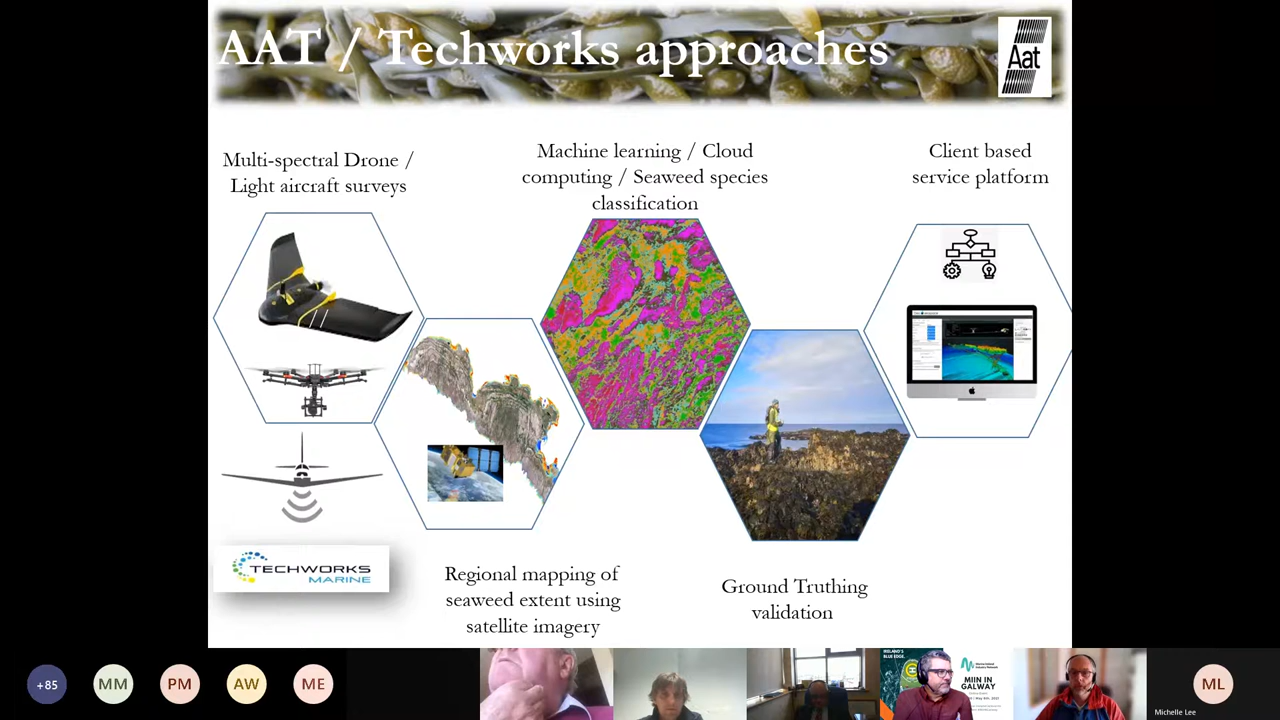 AAT / Techworks approaches
Aat
Multi-spectral Drone /
Light aircraft surveys
Machine learning / Cloud
computing / Seaweed species
classification
Client based
service platform
TECHWORKS
MARINE
Regional mapping of
seaweed extent using
satellite imagery
Ground Truthing
validation
+85
MM
PM
AW
ME
IRELAND'S
BLUE EDGE.
MIIN IN
GALWAY
ML
Michelle Lee